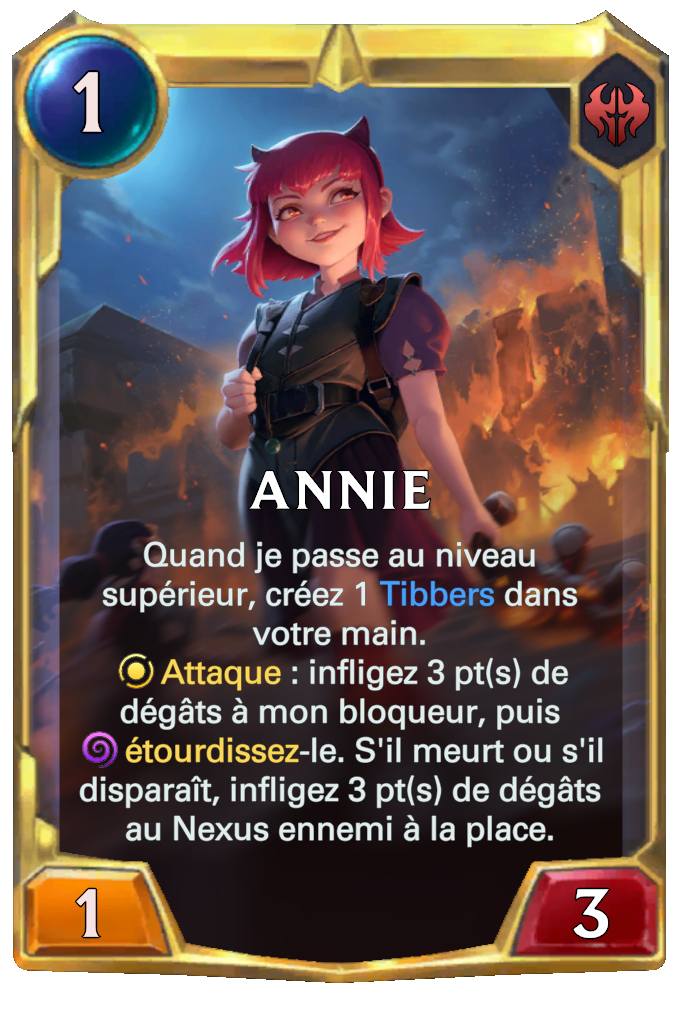 1
ANNIE
Quand je passe au niveau
supérieur, créez 1 Tibbers dans
votre main.
Attaque : infligez 3 pt(s) de
dégâts à mon bloqueur, puis
étourdissez-le. S'il meurt ou s'il
disparaît, infligez 3 pt(s) de dégâts
au Nexus ennemi à la place.
1 3